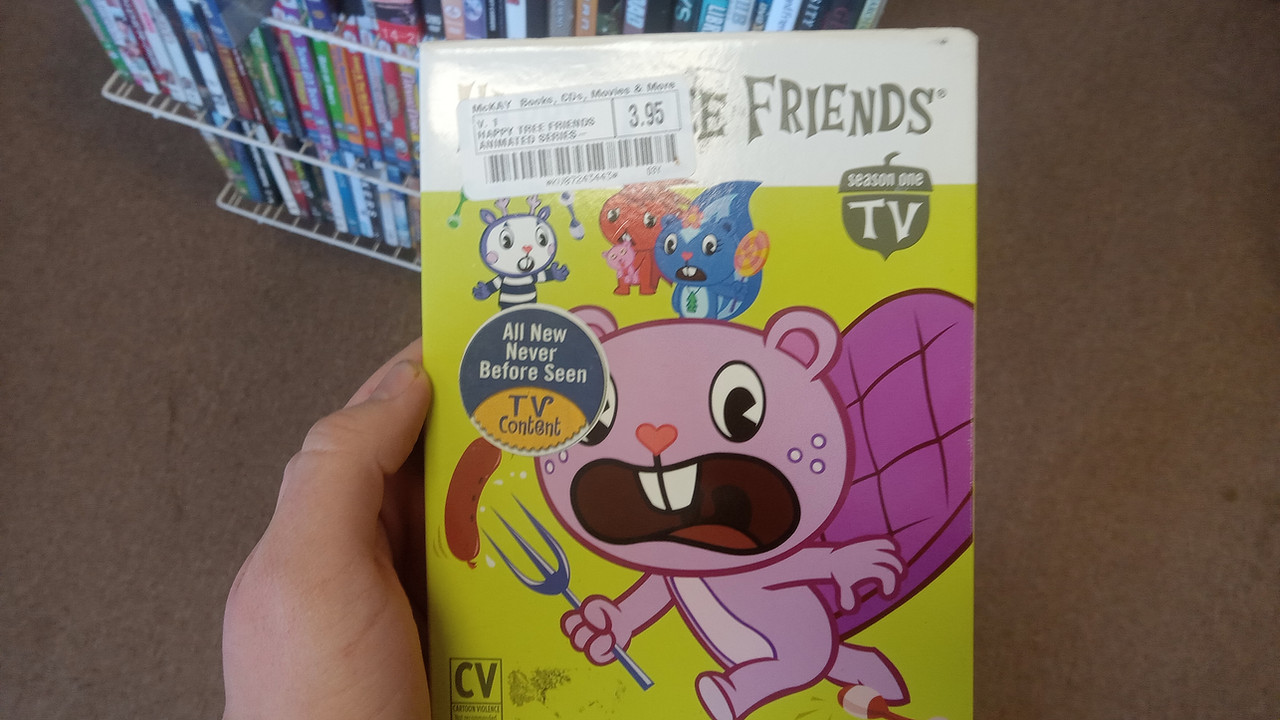 McKAY Books, CDs, Movies & More
V. 1
HAPPY TREE FRIENDS
ANIMATED SERIES-
3.95
E FRIENDS®
season one
TV
All New
Never
Before Seen
TV
Content
CV
CARTOON VIOLENCE